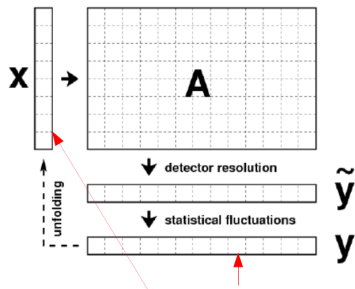 x
A
detector resolution
ỹ
unfolding
statistical fluctuations
y